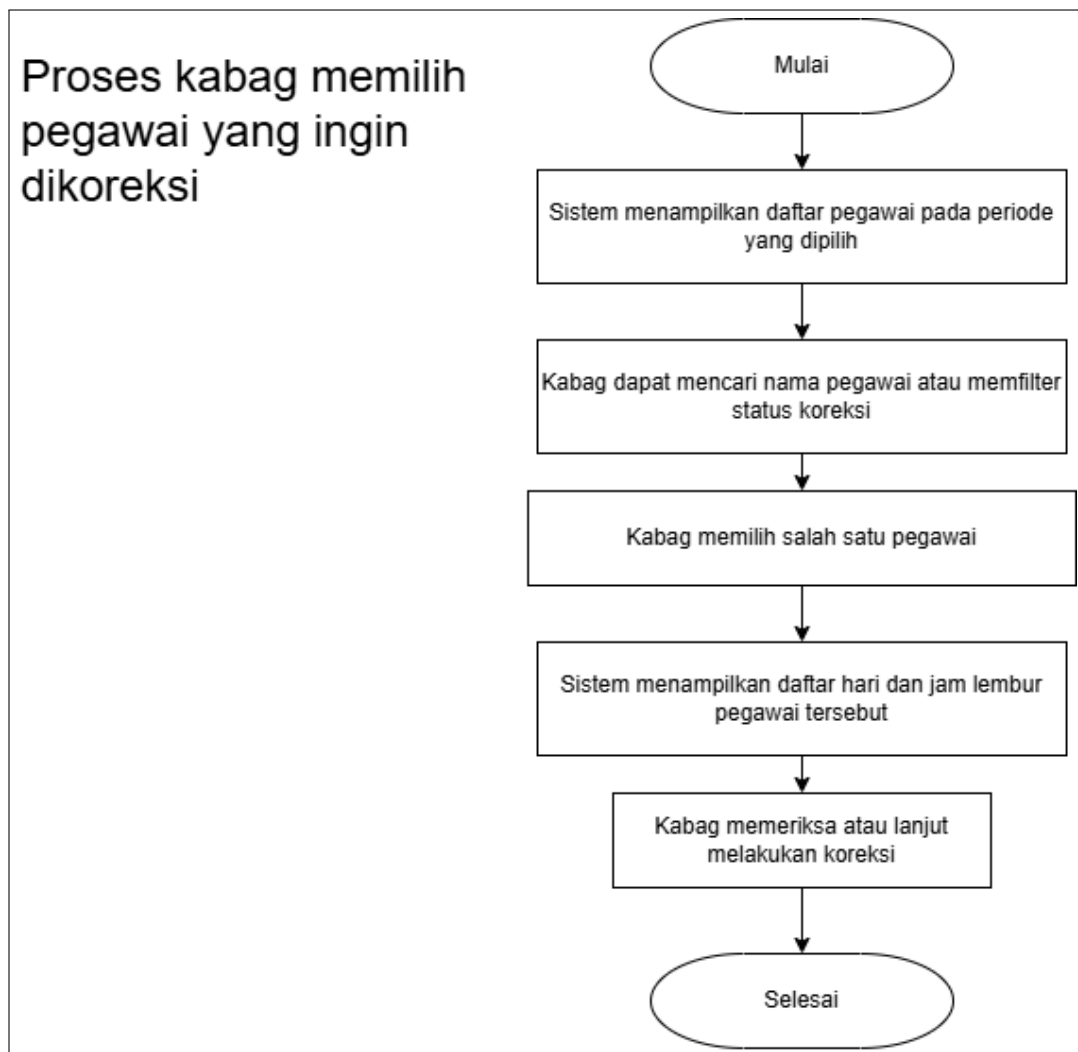 Proses kabag memilih
pegawai yang ingin
dikoreksi
Mulai
Sistem menampilkan daftar pegawai pada periode
yang dipilih
Kabag dapat mencari nama pegawai atau memfilter
status koreksi
Kabag memilih salah satu pegawai
Sistem menampilkan daftar hari dan jam lembur
pegawai tersebut
Kabag memeriksa atau lanjut
melakukan koreksi
Selesai